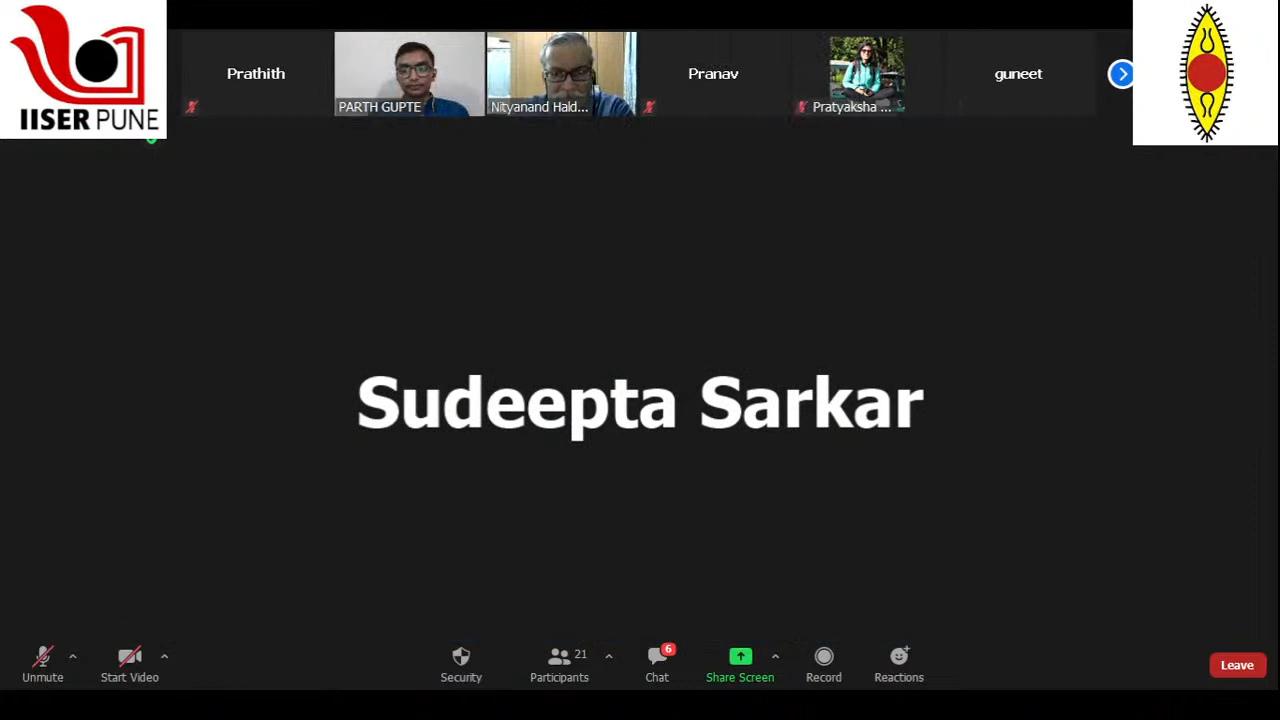 IISER PUNE
Prathith
PARTH GUPTE
Nityanand Hald...
Pranav
Pratyaksha ...
guneet
Sudeepta Sarkar
Unmute
Start Video
Security
21
Participants
6
Chat
Share Screen
Record
Reactions
Leave